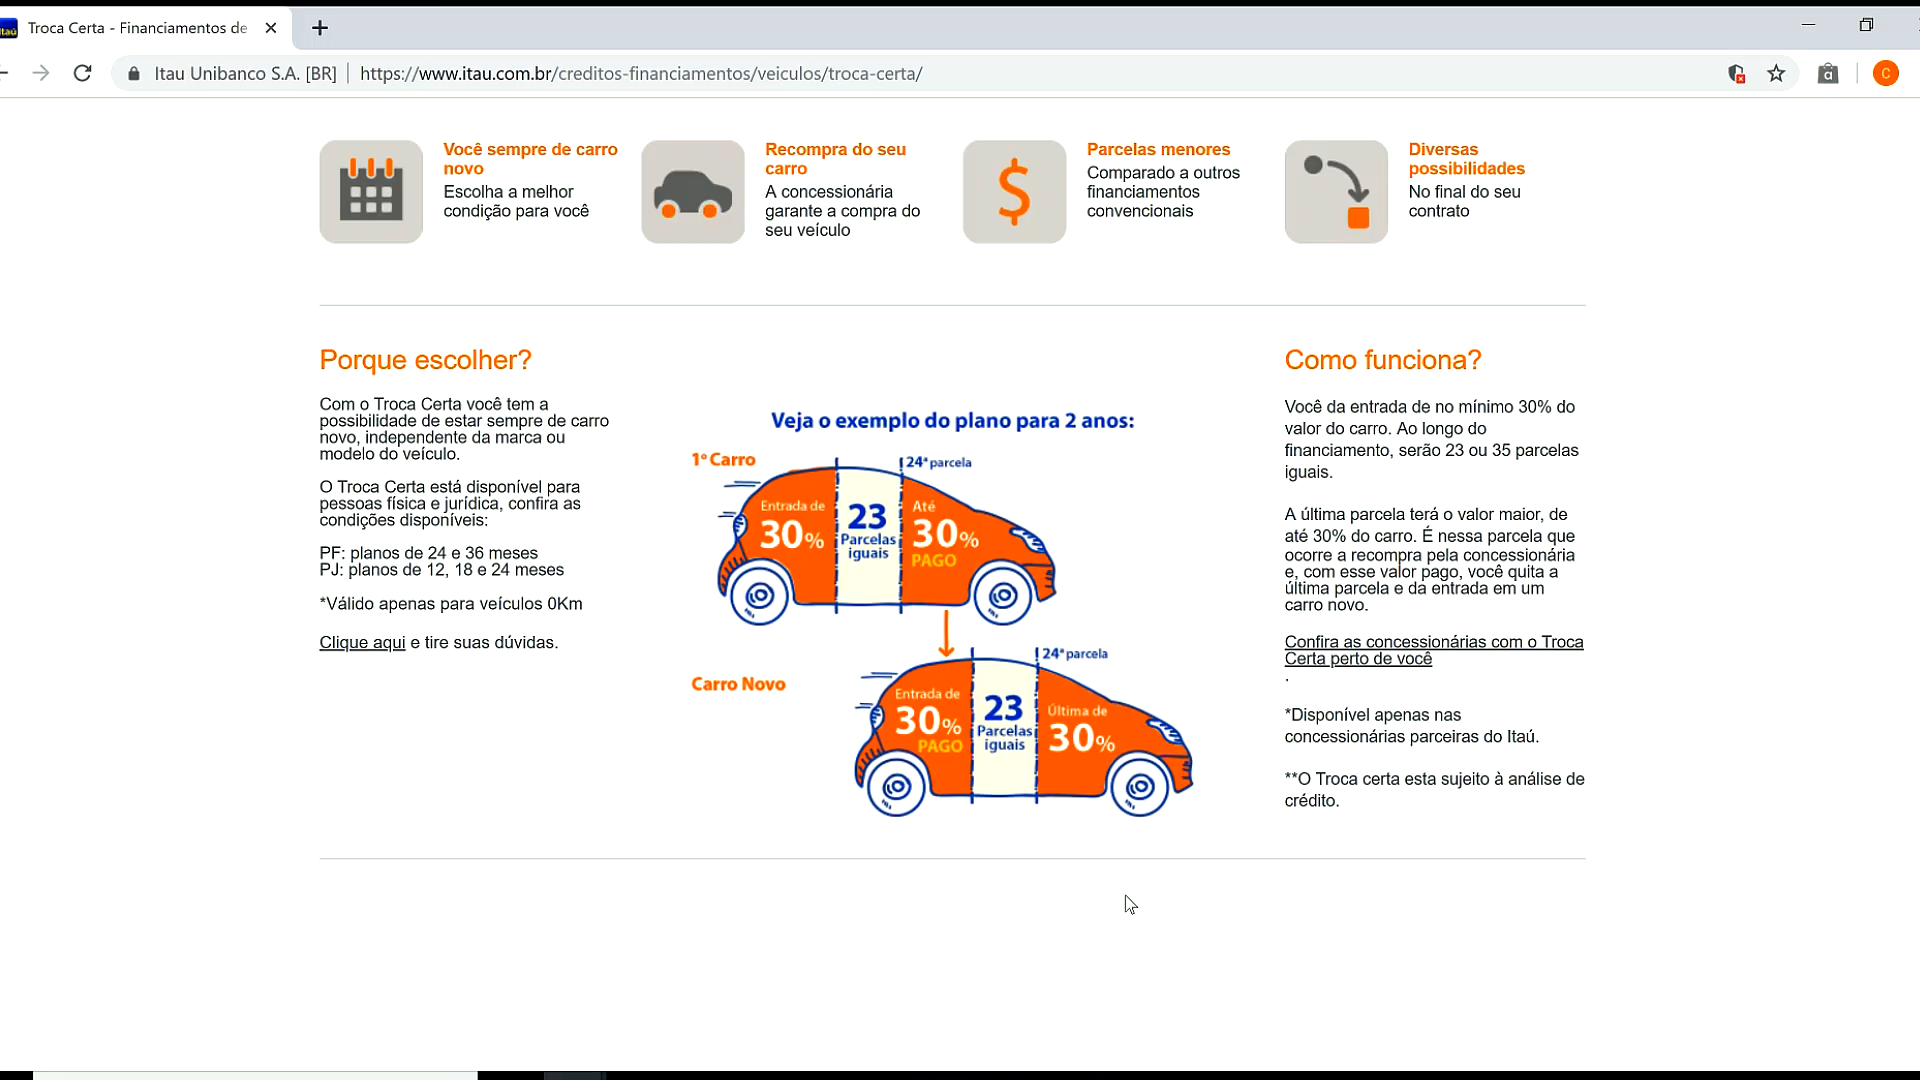 Itaú
Troca Certa - Financiamentos de
Itau Unibanco S.A. [BR]
https://www.itau.com.br/creditos-financiamentos/veiculos/troca-certa/
C
Você sempre de carro
novo
Escolha a melhor
condição para você
Recompra do seu
carro
A concessionária
garante a compra do
seu veículo
$
Parcelas menores
Comparado a outros
financiamentos
convencionais
Diversas
possibilidades
No final do seu
contrato
Porque escolher?
Com o Troca Certa você tem a
possibilidade de estar sempre de carro
novo, independente da marca ou
modelo do veículo.
O Troca Certa está disponível para
pessoas física e jurídica, confira as
condições disponíveis:
PF: planos de 24 e 36 meses
PJ: planos de 12, 18 e 24 meses
*Válido apenas para veículos 0Km
Clique aqui e tire suas dúvidas.
Veja o exemplo do plano para 2 anos:
1º Carro
24ª parcela
Entrada de
30%
23
Parcelas
iguais
Até
30%
PAGO
Carro Novo
24ª parcela
Entrada de
30%
PAGO
23
Parcelas
iguais
Última de
30%
Como funciona?
Você da entrada de no mínimo 30% do
valor do carro. Ao longo do
financiamento, serão 23 ou 35 parcelas
iguais.
A última parcela terá o valor maior, de
até 30% do carro. É nessa parcela que
ocorre a recompra pela concessionária
e, com esse valor pago, você quita a
última parcela e da entrada em um
carro novo.
Confira as concessionárias com o Troca
Certa perto de você
.
*Disponível apenas nas
concessionárias parceiras do Itaú.
**O Troca certa esta sujeito à análise de
crédito.